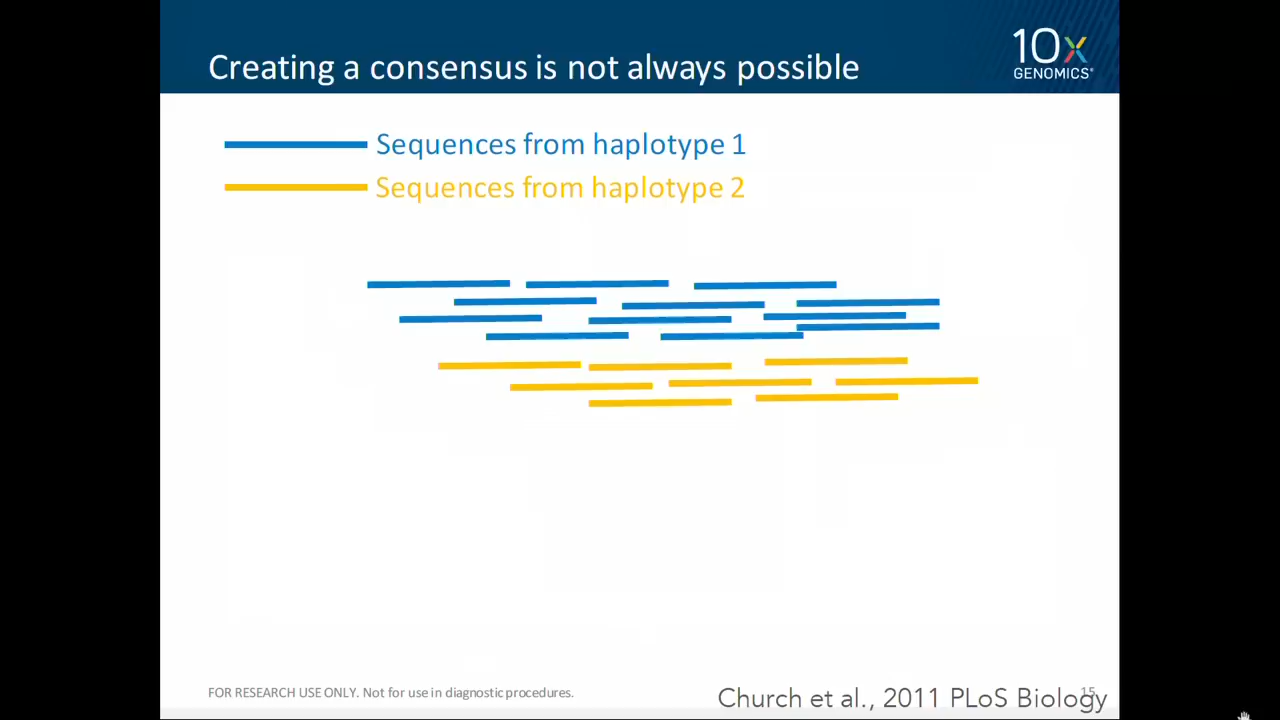 Creating a consensus is not always possible
10x
GENOMICS®
Sequences from haplotype 1
Sequences from haplotype 2
FOR RESEARCH USE ONLY. Not for use in diagnostic procedures.
15
Church et al., 2011 PLoS Biology